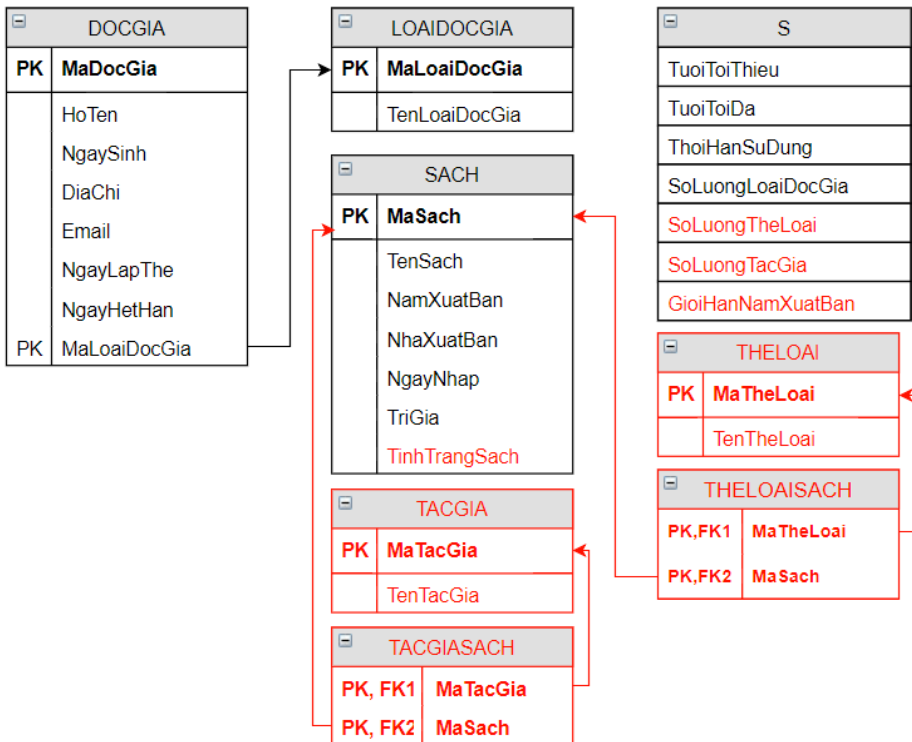 DOCGIA
PK MaDocGia
HoTen
NgaySinh
DiaChi
Email
NgayLapThe
NgayHetHan
PK MaLoaiDocGia
LOAIDOCGIA
PK MaLoaiDocGia
TenLoaiDocGia
SACH
PK MaSach
TenSach
NamXuatBan
NhaXuatBan
NgayNhap
TriGia
TinhTrangSach
TACGIA
PK MaTacGia
TenTacGia
TACGIASACH
PK, FK1 MaTacGia
PK, FK2 MaSach
S
TuoiToiThieu
TuoiToiDa
ThoiHanSuDung
SoLuongLoaiDocGia
SoLuongTheLoai
SoLuongTacGia
GioiHanNamXuatBan
THELOAI
PK MaTheLoai
TenTheLoai
THELOAISACH
PK,FK1 MaTheLoai
PK,FK2 MaSach